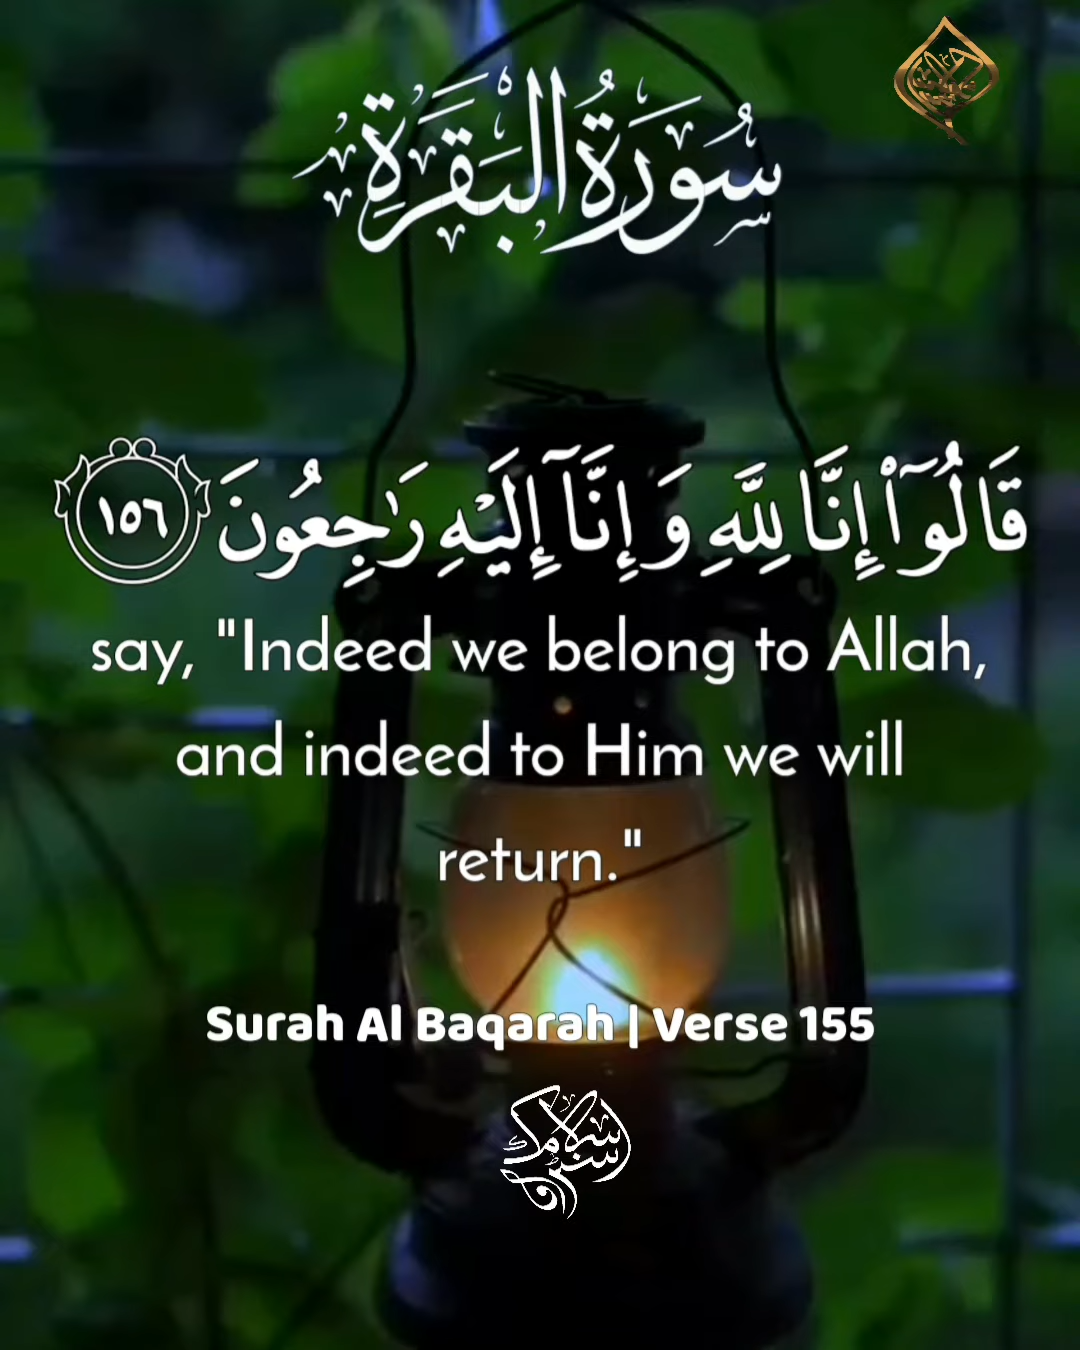 سُورَةُ الْبَقَرَةِ
قَالُوٓا۟ إِنَّا لِلَّهِ وَ إِنَّآ إِلَيْهِ رَٰجِعُونَ ١٥٦
say, "Indeed we belong to Allah,
and indeed to Him we will
return."
Surah Al Baqarah | Verse 155